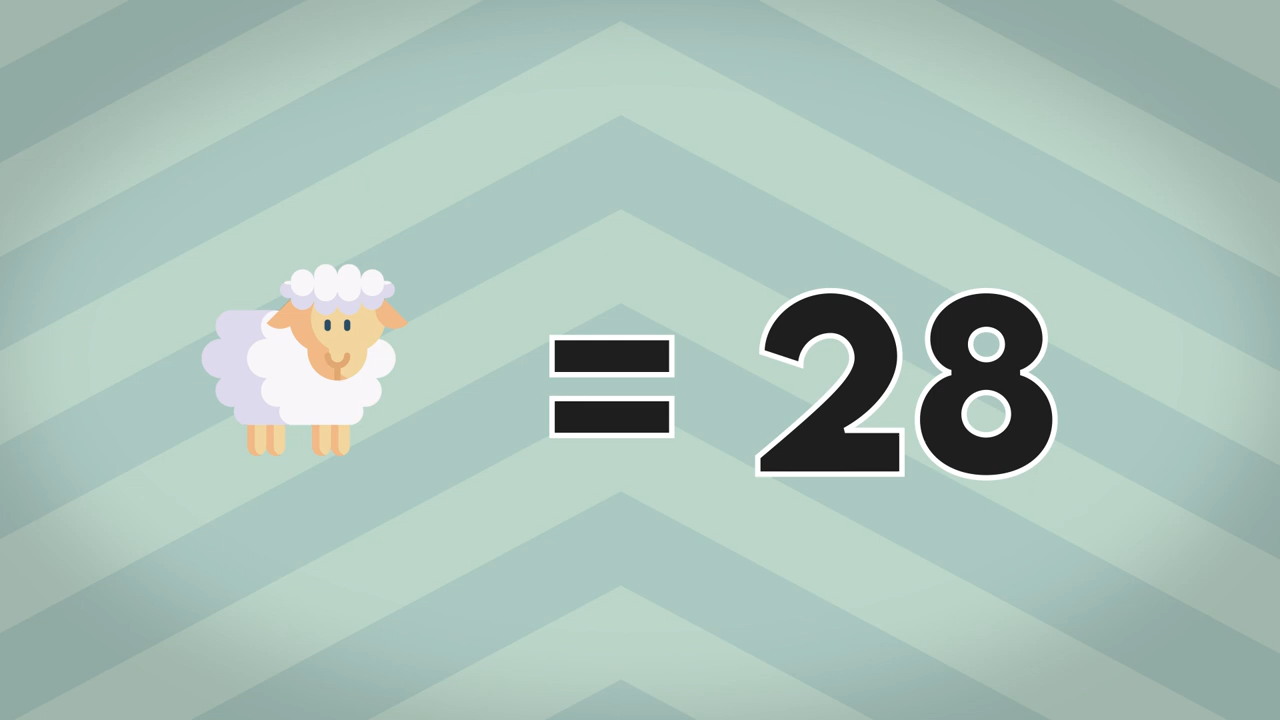 = 28